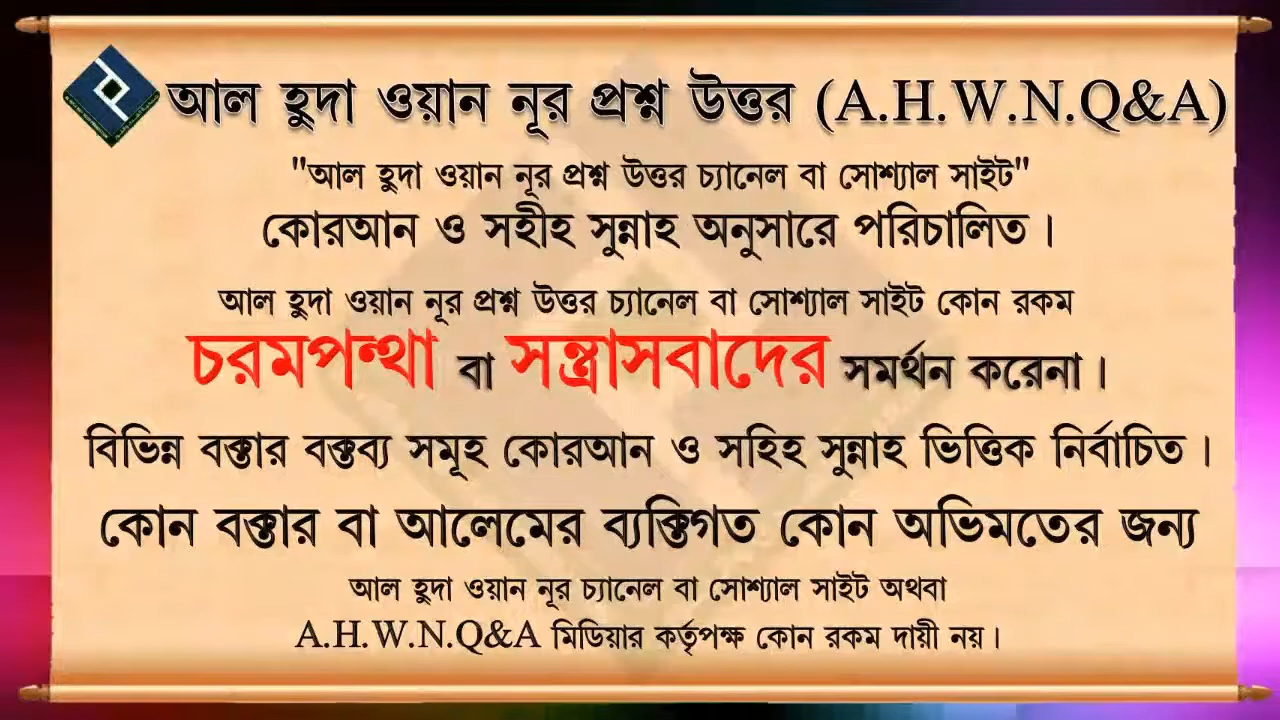 আল হুদা ওয়ান নূর প্রশ্ন উত্তর (A.H.W.N.Q&A)
"আল হুদা ওয়ান নূর প্রশ্ন উত্তর চ্যানেল বা সোশ্যাল সাইট"
কোরআন ও সহীহ সুন্নাহ অনুসারে পরিচালিত।
আল হুদা ওয়ান নূর প্রশ্ন উত্তর চ্যানেল বা সোশ্যাল সাইট কোন রকম
চরমপন্থা বা সন্ত্রাসবাদের সমর্থন করেনা।
বিভিন্ন বক্তার বক্তব্য সমূহ কোরআন ও সহিহ সুন্নাহ ভিত্তিক নির্বাচিত।
কোন বক্তার বা আলেমের ব্যক্তিগত কোন অভিমতের জন্য
আল হুদা ওয়ান নূর চ্যানেল বা সোশ্যাল সাইট অথবা
A.H.W.N.Q&A মিডিয়ার কর্তৃপক্ষ কোন রকম দায়ী নয়।